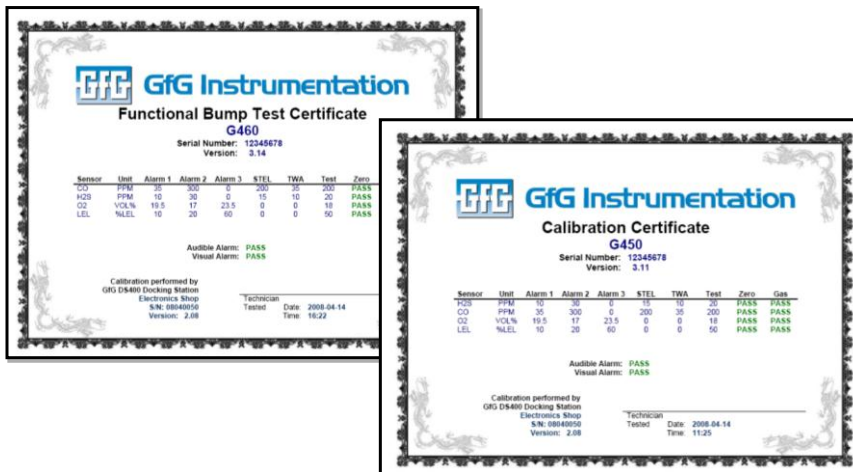 GfG GfG Instrumentation
Functional Bump Test Certificate
G460
Serial Number: 12345678
Version: 3.14
Sensor Unit Alarm 1 Alarm 2 Alarm 3 STEL TWA Test Zero
CO PPM 35 300 0 200 35 200 PASS
H2S PPM 10 30 0 15 10 20 PASS
O2 VOL% 19.5 17 23.5 0 0 18 PASS
LEL %LEL 10 20 60 0 0 50 PASS
Audible Alarm: PASS
Visual Alarm: PASS
Calibration performed by
GfG DS400 Docking Station
Electronics Shop Technician
S/N: 08040050 Tested Date: 2008-04-14
Version: 2.08 Time: 16:22
GfG GfG Instrumentation
Calibration Certificate
G450
Serial Number: 12345678
Version: 3.11
Sensor Unit Alarm 1 Alarm 2 Alarm 3 STEL TWA Test Zero Gas
H2S PPM 10 30 0 15 10 20 PASS PASS
CO PPM 35 300 0 200 35 200 PASS PASS
O2 VOL% 19.5 17 23.5 0 0 18 PASS PASS
LEL %LEL 10 20 60 0 0 50 PASS PASS
Audible Alarm: PASS
Visual Alarm: PASS
Calibration performed by
GfG DS400 Docking Station
Electronics Shop Technician
S/N: 08040050 Tested Date: 2008-04-14
Version: 2.08 Time: 11:25